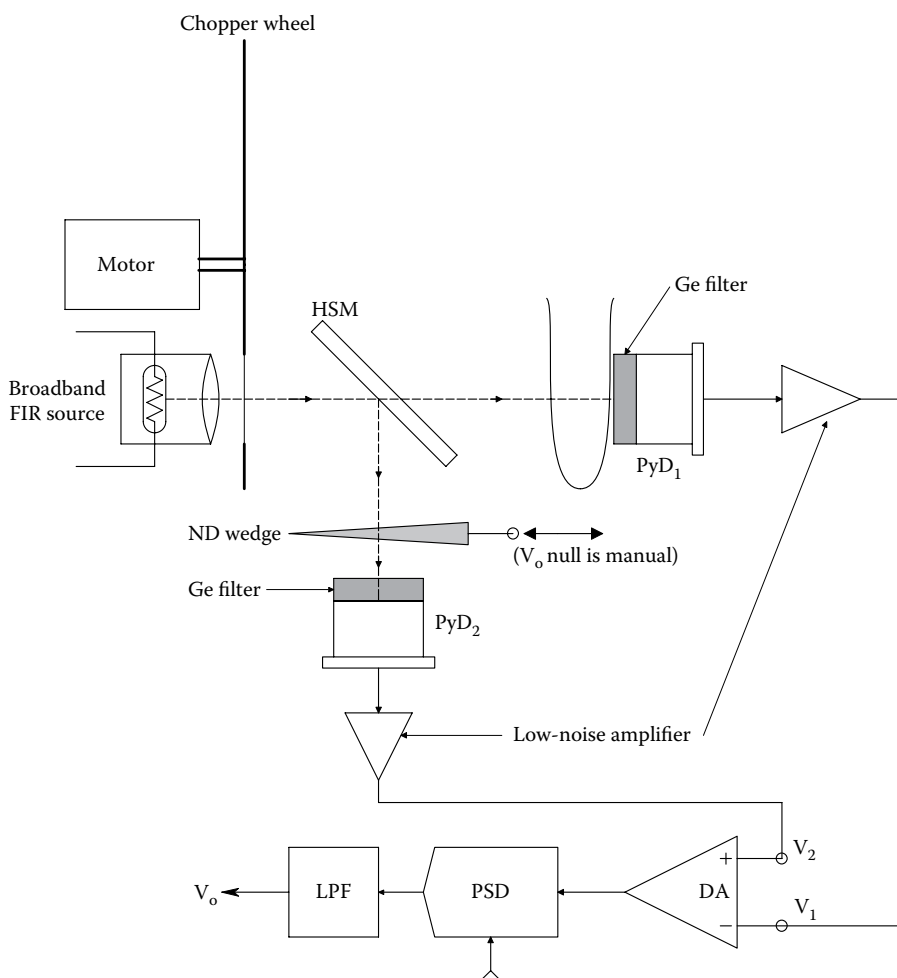 Chopper wheel
Motor
HSM
Ge filter
Broadband
FIR source
PyD₁
ND wedge
(Vₒ null is manual)
Ge filter
PyD₂
Low-noise amplifier
V₂
+
Vₒ
LPF
PSD
DA
V₁
−